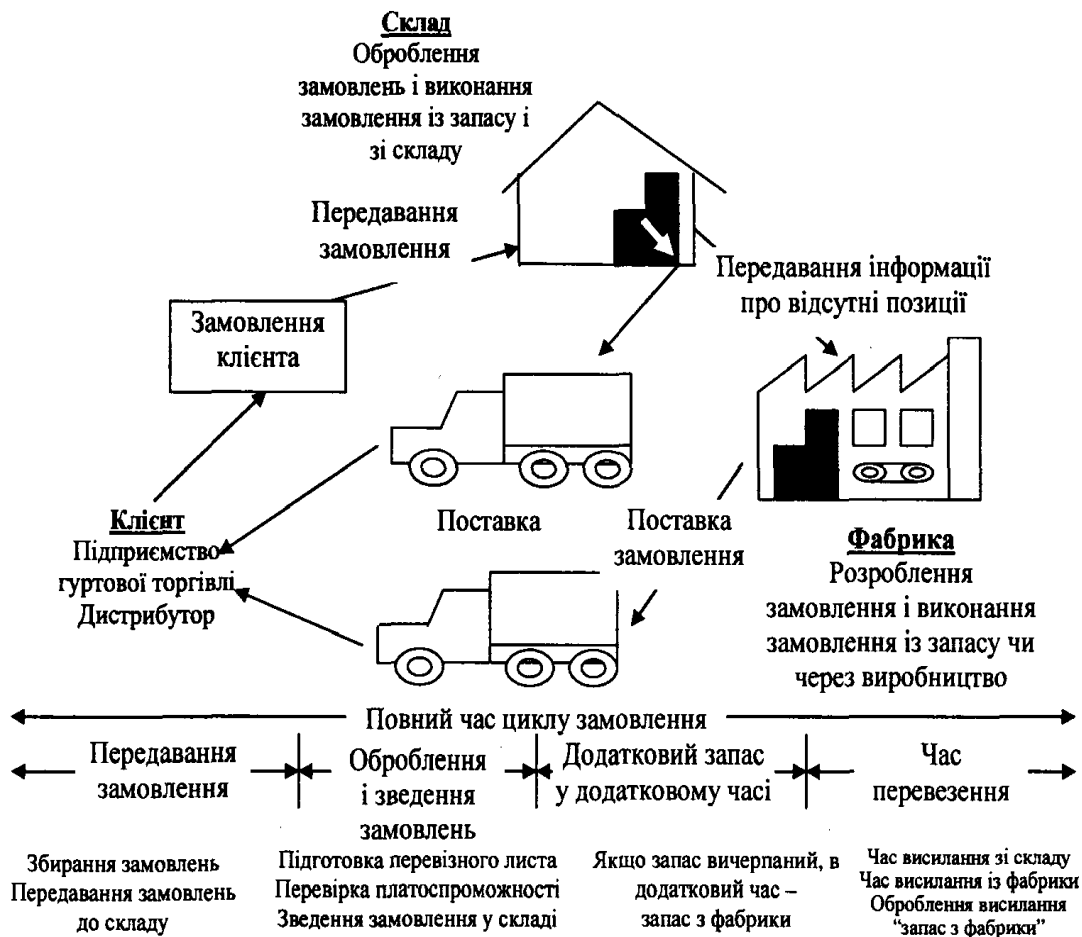 Склад
Оброблення
замовлень і виконання
замовлення із запасу і
зі складу
Передавання
замовлення
Передавання інформації
про відсутні позиції
Замовлення
клієнта
Клієнт
Підприємство
гуртової торгівлі
Дистрибутор
Поставка
Поставка
замовлення
Фабрика
Розроблення
замовлення і виконання
замовлення із запасу чи
через виробництво
Повний час циклу замовлення
Передавання
замовлення
Оброблення
і зведення
замовлень
Додатковий запас
у додатковому часі
Час
перевезення
Збирання замовлень
Передавання замовлень
до складу
Підготовка перевізного листа
Перевірка платоспроможності
Зведення замовлення у складі
Якщо запас вичерпаний, в
додатковий час –
запас з фабрики
Час висилання зі складу
Час висилання із фабрики
Оброблення висилання
“запас з фабрики”